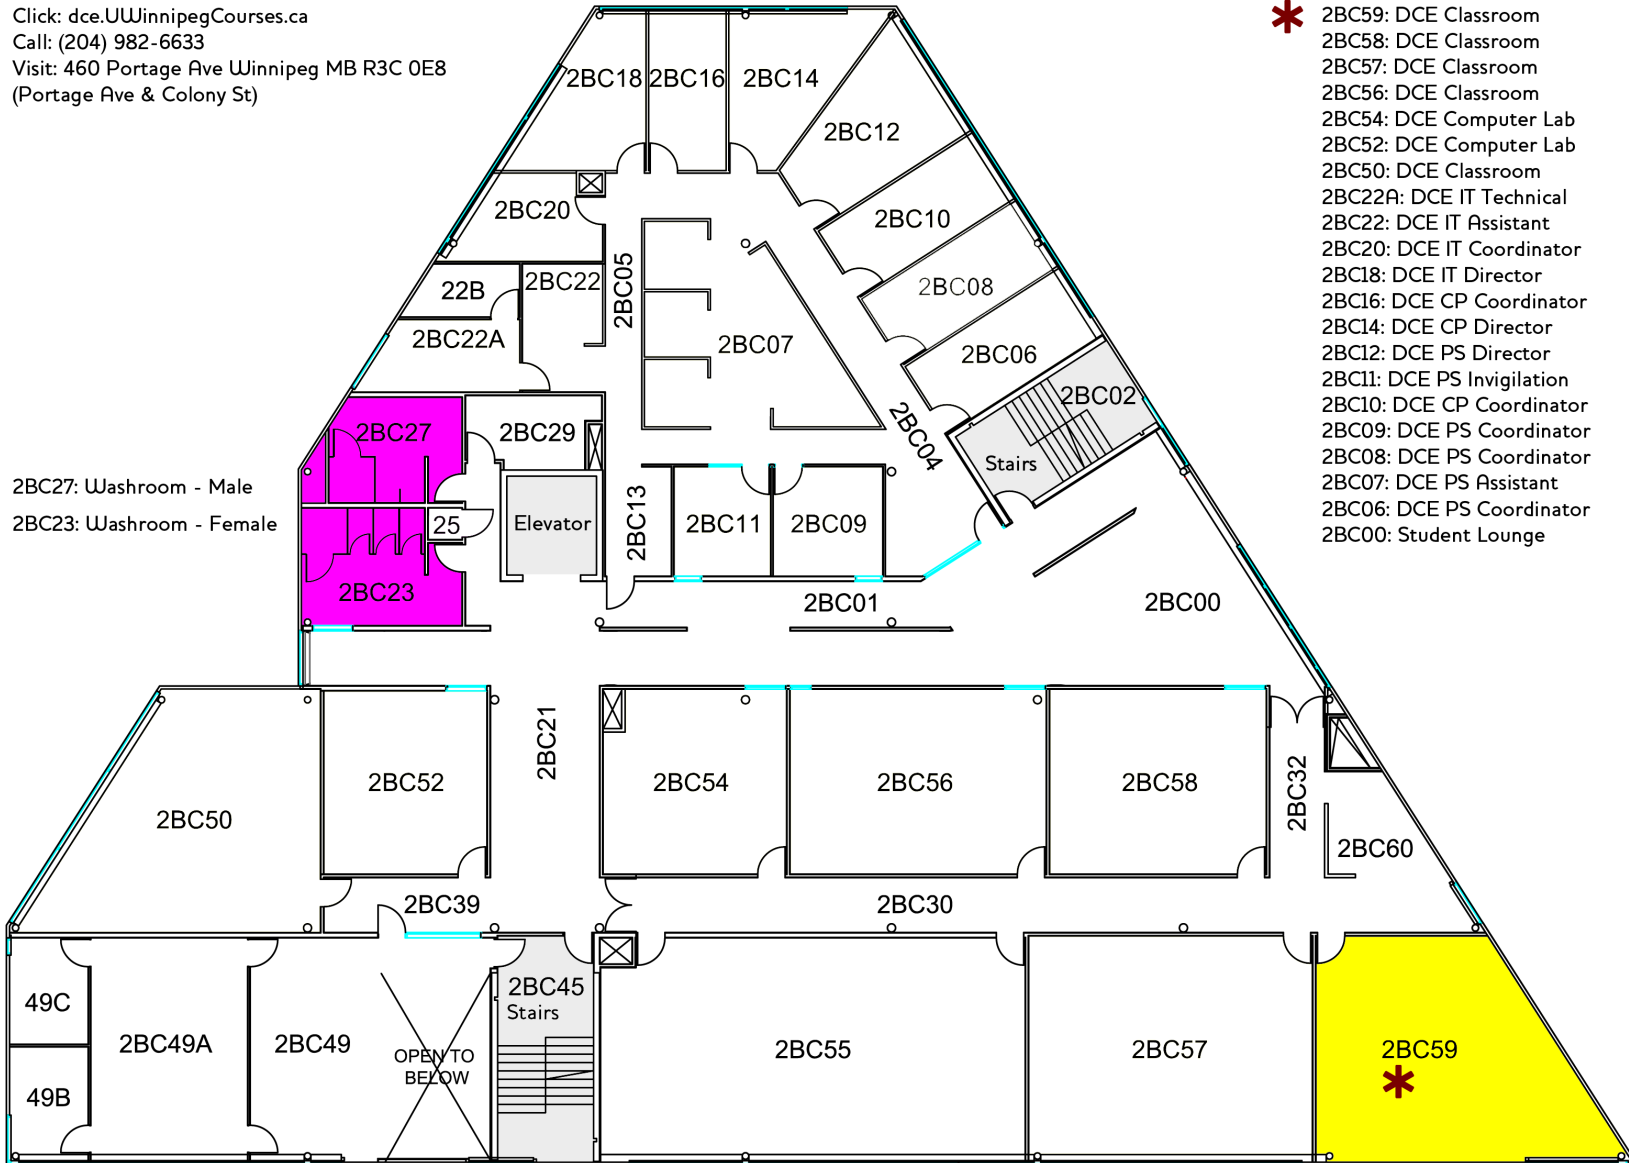 Click: dce.UWinnipegCourses.ca
Call: (204) 982-6633
Visit: 460 Portage Ave Winnipeg MB R3C 0E8
(Portage Ave & Colony St)
* 2BC59: DCE Classroom
2BC58: DCE Classroom
2BC57: DCE Classroom
2BC56: DCE Classroom
2BC54: DCE Computer Lab
2BC52: DCE Computer Lab
2BC50: DCE Classroom
2BC22A: DCE IT Technical
2BC22: DCE IT Assistant
2BC20: DCE IT Coordinator
2BC18: DCE IT Director
2BC16: DCE CP Coordinator
2BC14: DCE CP Director
2BC12: DCE PS Director
2BC11: DCE PS Invigilation
2BC10: DCE CP Coordinator
2BC09: DCE PS Coordinator
2BC08: DCE PS Coordinator
2BC07: DCE PS Assistant
2BC06: DCE PS Coordinator
2BC00: Student Lounge
2BC27: Washroom - Male
2BC23: Washroom - Female
2BC18
2BC16
2BC14
2BC12
2BC20
2BC10
2BC05
22B
2BC22
2BC08
2BC22A
2BC07
2BC06
2BC02
Stairs
2BC04
2BC27
2BC29
25
Elevator
2BC13
2BC11
2BC09
2BC23
2BC01
2BC00
2BC50
2BC52
2BC21
2BC54
2BC56
2BC58
2BC32
2BC60
2BC39
2BC30
49C
2BC49A
2BC49
49B
OPEN TO
BELOW
2BC45
Stairs
2BC55
2BC57
2BC59
*